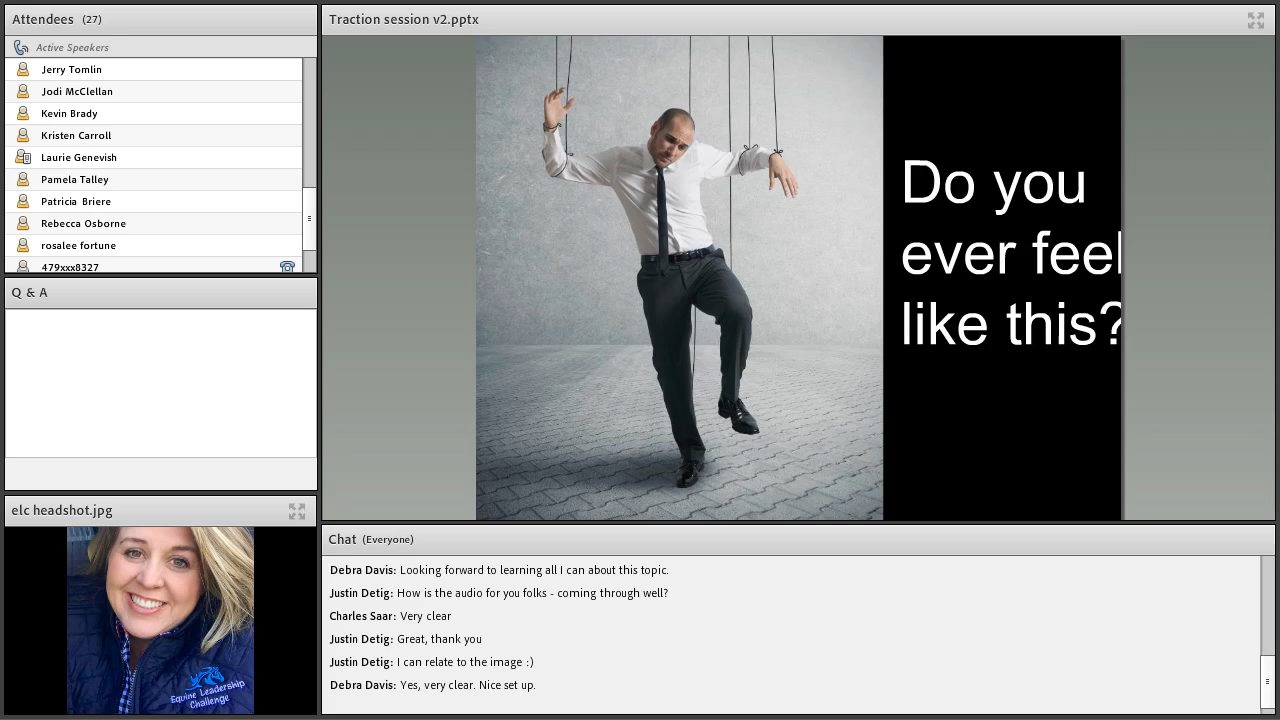 Attendees (27)
Active Speakers
Jerry Tomlin
Jodi McClellan
Kevin Brady
Kristen Carroll
Laurie Genevish
Pamela Talley
Patricia Briere
Rebecca Osborne
rosalee fortune
479xxx8327
Q & A
elc headshot.jpg
Equine Leadership
Challenge
Traction session v2.pptx
Do you
ever feel
like this?
Chat (Everyone)
Debra Davis: Looking forward to learning all I can about this topic.
Justin Detig: How is the audio for you folks - coming through well?
Charles Saar: Very clear
Justin Detig: Great, thank you
Justin Detig: I can relate to the image :)
Debra Davis: Yes, very clear. Nice set up.